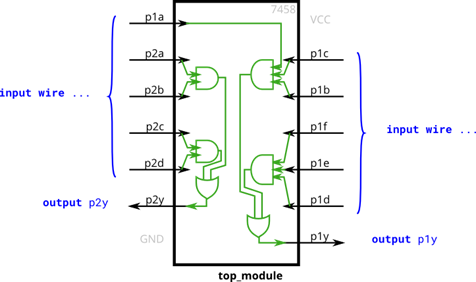 7458
p1a
VCC
p2a
p1c
input wire ...
p2b
p1b
p2c
p1f
input wire ...
p2d
p1e
output p2y
p2y
p1d
GND
p1y
output p1y
top_module